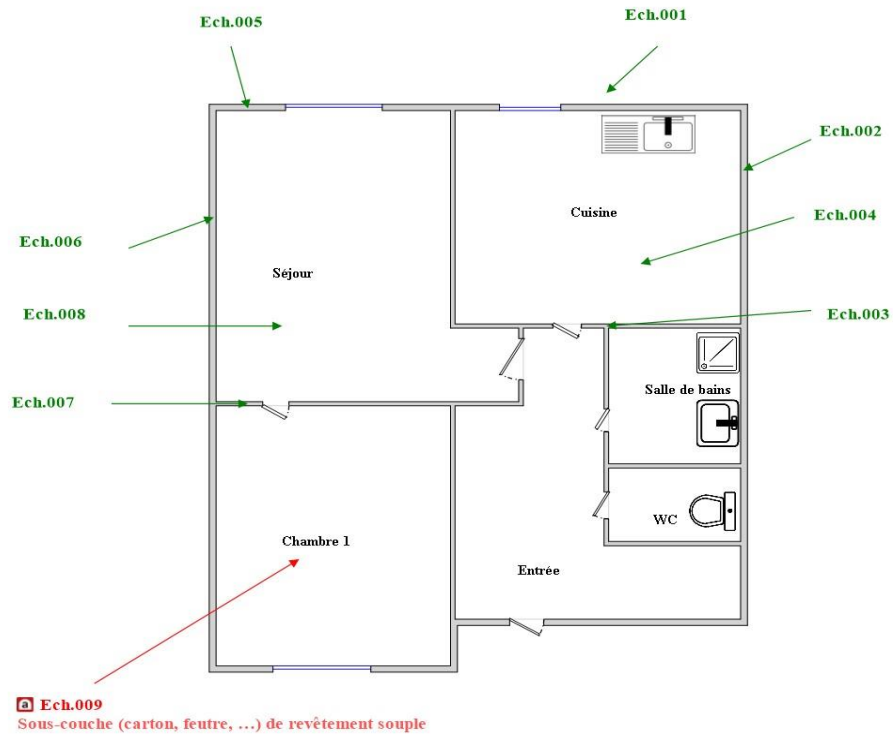 Ech.005
Ech.001
Ech.002
Cuisine
Ech.004
Ech.006
Séjour
Ech.008
Ech.003
Salle de bains
Ech.007
WC
Chambre 1
Entrée
a Ech.009
Sous-couche (carton, feutre, ...) de revêtement souple